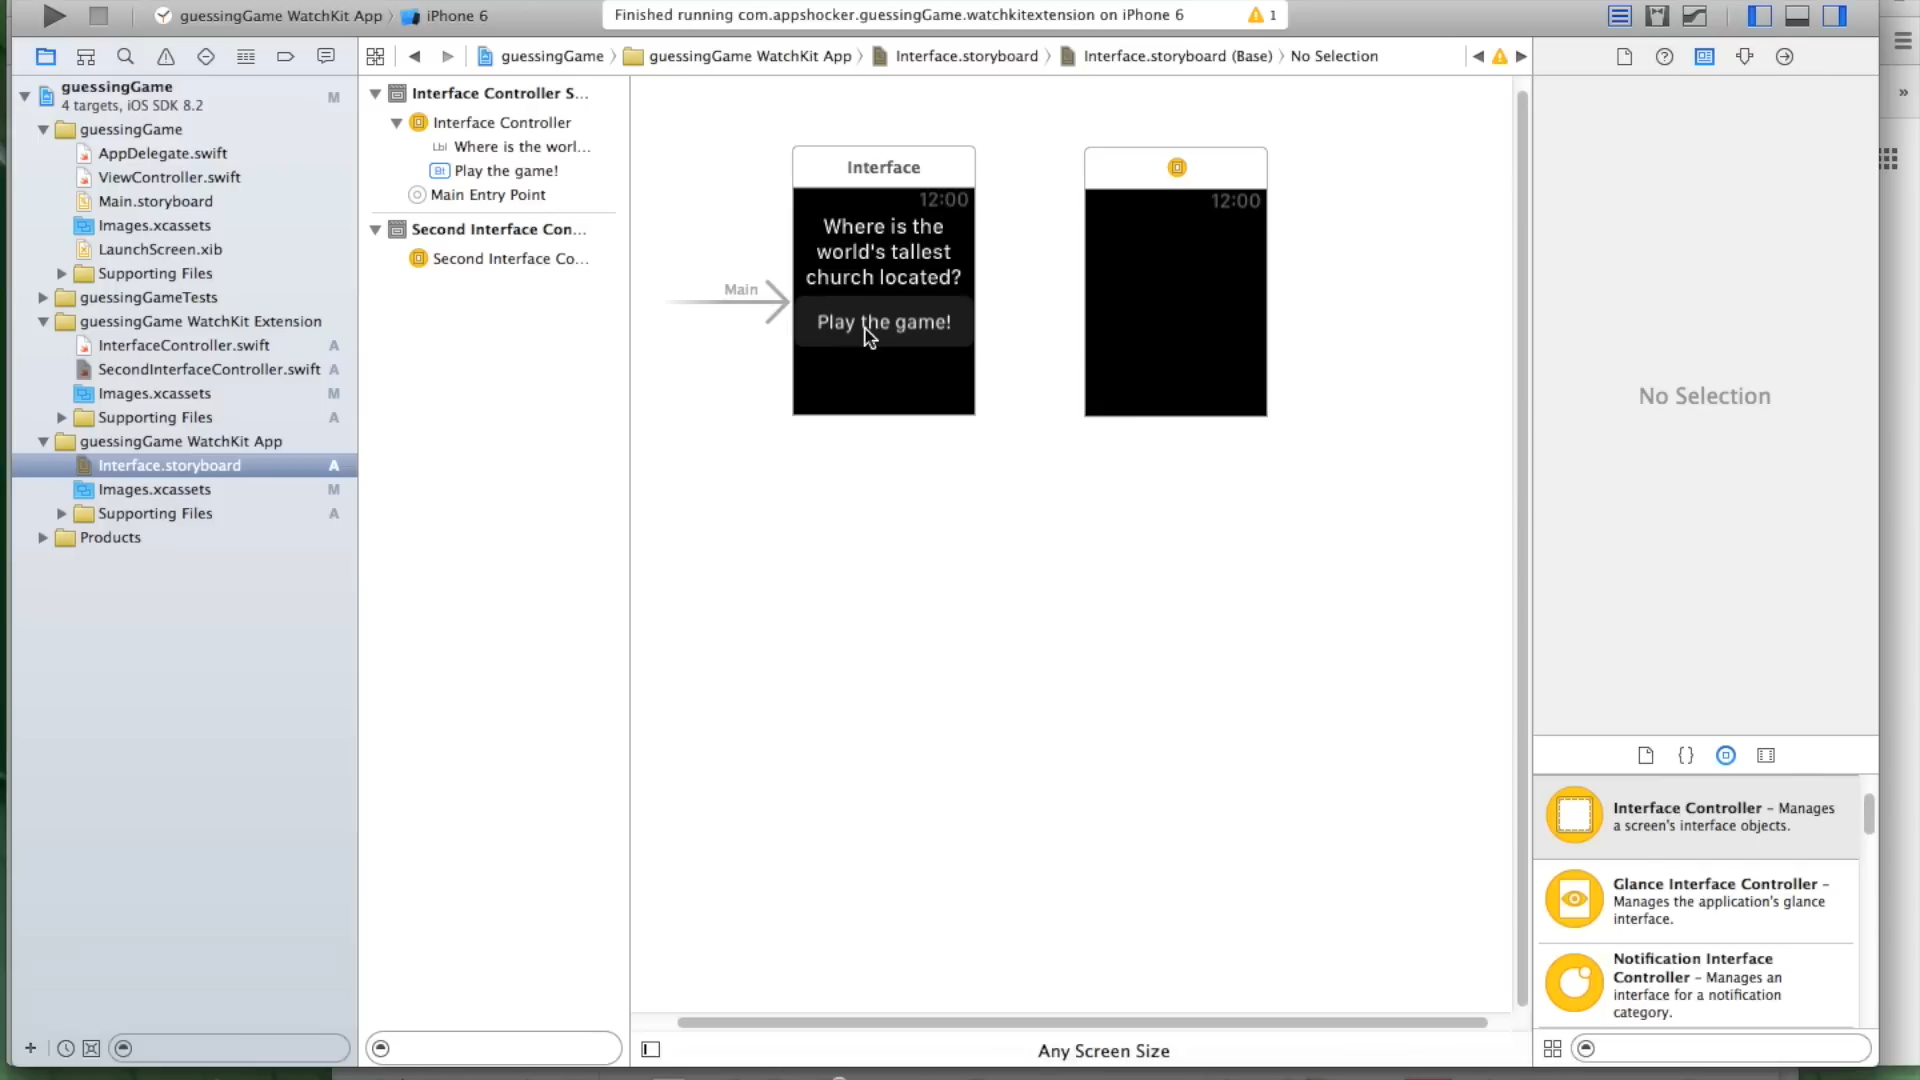 guessingGame WatchKit App
iPhone 6
Finished running com.appshocker.guessingGame.watchkitextension on iPhone 6
1
guessingGame
guessingGame WatchKit App
Interface.storyboard
Interface.storyboard (Base)
No Selection
guessingGame
4 targets, iOS SDK 8.2
M
guessingGame
AppDelegate.swift
ViewController.swift
Main.storyboard
Images.xcassets
LaunchScreen.xib
Supporting Files
guessingGameTests
guessingGame WatchKit Extension
InterfaceController.swift A
SecondInterfaceController.swift A
Images.xcassets M
Supporting Files A
guessingGame WatchKit App
Interface.storyboard A
Images.xcassets M
Supporting Files A
Products
Interface Controller S...
Interface Controller
Lbl Where is the worl...
Bt Play the game!
Main Entry Point
Second Interface Con...
Second Interface Co...
Main
Interface
12:00
Where is the
world's tallest
church located?
Play the game!
12:00
Any Screen Size
No Selection
{}
Interface Controller – Manages
a screen's interface objects.
Glance Interface Controller –
Manages the application's glance
interface.
Notification Interface
Controller – Manages an
interface for a notification
category.